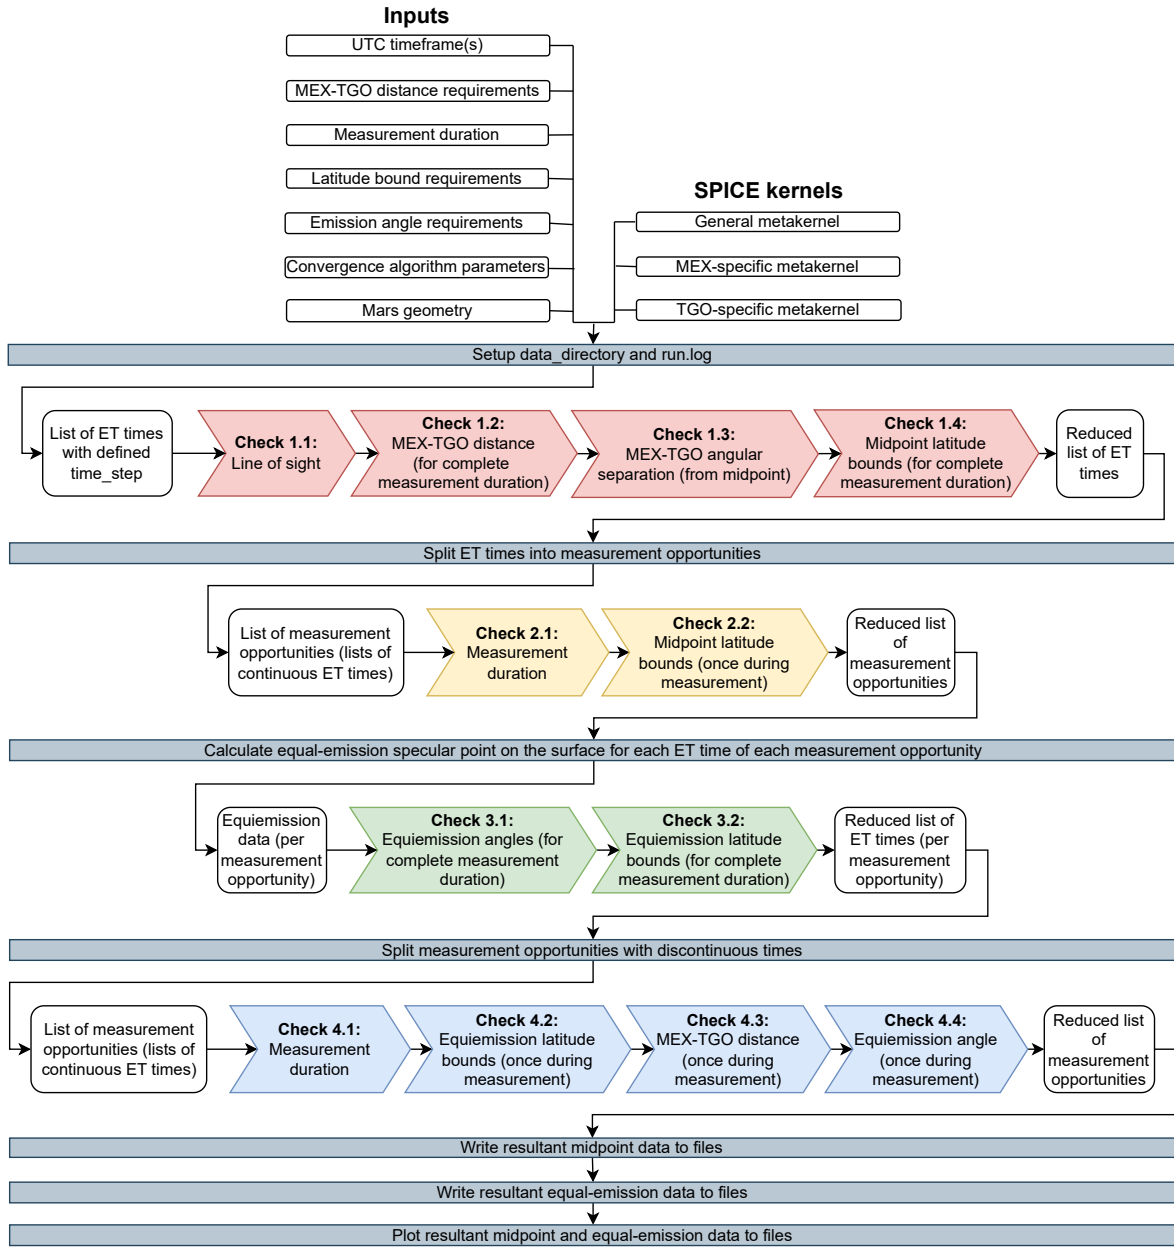 Inputs
UTC timeframe(s)
MEX-TGO distance requirements
Measurement duration
Latitude bound requirements
Emission angle requirements
Convergence algorithm parameters
Mars geometry
SPICE kernels
General metakernel
MEX-specific metakernel
TGO-specific metakernel
Setup data_directory and run.log
List of ET times
with defined
time_step
Check 1.1:
Line of sight
Check 1.2:
MEX-TGO distance
(for complete
measurement duration)
Check 1.3:
MEX-TGO angular
separation (from midpoint)
Check 1.4:
Midpoint latitude
bounds (for complete
measurement duration)
Reduced
list of ET
times
Split ET times into measurement opportunities
List of measurement
opportunities (lists of
continuous ET times)
Check 2.1:
Measurement
duration
Check 2.2:
Midpoint latitude
bounds (once during
measurement)
Reduced list
of
measurement
opportunities
Calculate equal-emission specular point on the surface for each ET time of each measurement opportunity
Equiemission
data (per
measurement
opportunity)
Check 3.1:
Equiemission angles (for
complete measurement
duration)
Check 3.2:
Equiemission latitude
bounds (for complete
measurement duration)
Reduced list of
ET times (per
measurement
opportunity)
Split measurement opportunities with discontinuous times
List of measurement
opportunities (lists of
continuous ET times)
Check 4.1:
Measurement
duration
Check 4.2:
Equiemission latitude
bounds (once during
measurement)
Check 4.3:
MEX-TGO distance
(once during
measurement)
Check 4.4:
Equiemission angle
(once during
measurement)
Reduced list
of
measurement
opportunities
Write resultant midpoint data to files
Write resultant equal-emission data to files
Plot resultant midpoint and equal-emission data to files